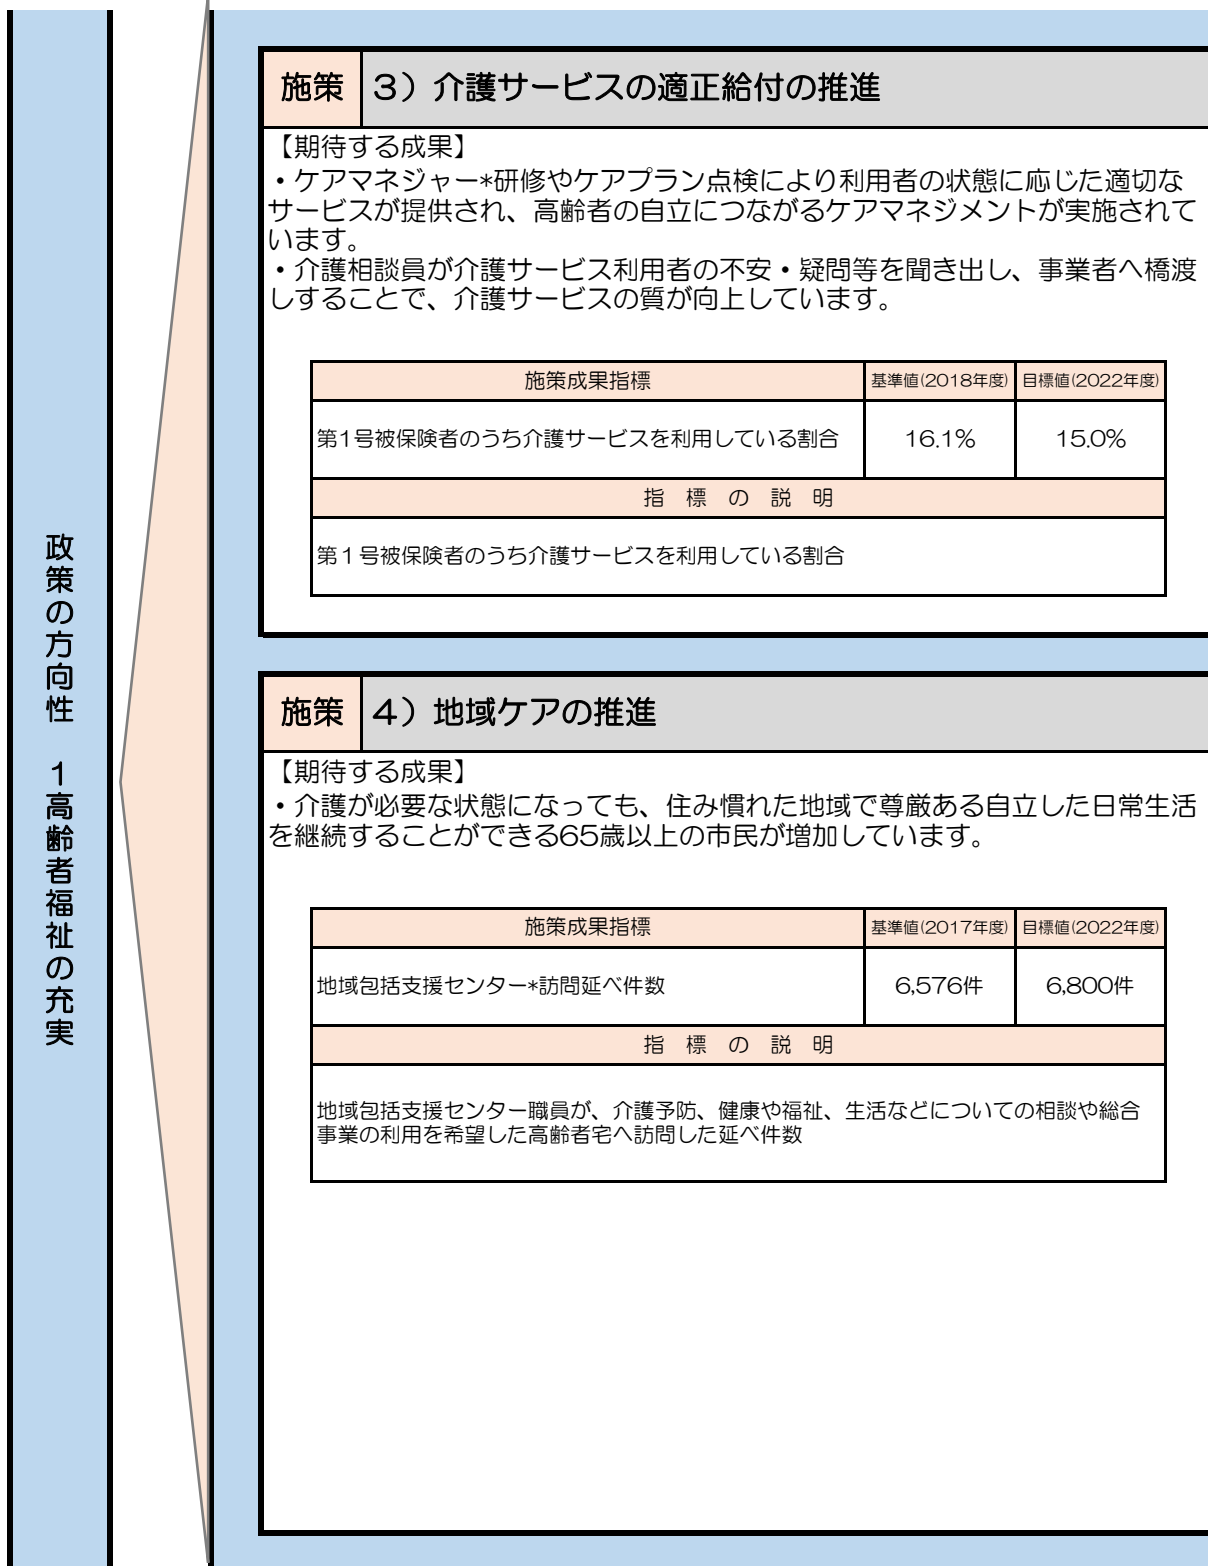 政策の方向性　１高齢者福祉の充実
施策　３）介護サービスの適正給付の推進
【期待する成果】
・ケアマネジャー*研修やケアプラン点検により利用者の状態に応じた適切な
サービスが提供され、高齢者の自立につながるケアマネジメントが実施されて
います。
・介護相談員が介護サービス利用者の不安・疑問等を聞き出し、事業者へ橋渡
しすることで、介護サービスの質が向上しています。
施策成果指標　基準値(2018年度)　目標値(2022年度)
第1号被保険者のうち介護サービスを利用している割合　16.1%　15.0%
指　標　の　説　明
第１号被保険者のうち介護サービスを利用している割合
施策　４）地域ケアの推進
【期待する成果】
・介護が必要な状態になっても、住み慣れた地域で尊厳ある自立した日常生活
を継続することができる65歳以上の市民が増加しています。
施策成果指標　基準値(2017年度)　目標値(2022年度)
地域包括支援センター*訪問延べ件数　6,576件　6,800件
指　標　の　説　明
地域包括支援センター職員が、介護予防、健康や福祉、生活などについての相談や総合
事業の利用を希望した高齢者宅へ訪問した延べ件数